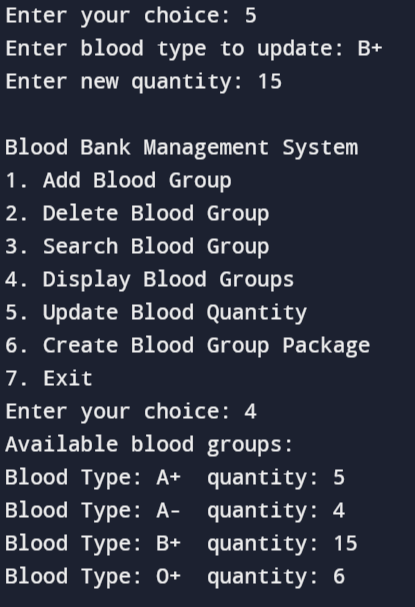 Enter your choice: 5
Enter blood type to update: B+
Enter new quantity: 15
Blood Bank Management System
1. Add Blood Group
2. Delete Blood Group
3. Search Blood Group
4. Display Blood Groups
5. Update Blood Quantity
6. Create Blood Group Package
7. Exit
Enter your choice: 4
Available blood groups:
Blood Type: A+  quantity: 5
Blood Type: A-  quantity: 4
Blood Type: B+  quantity: 15
Blood Type: O+  quantity: 6